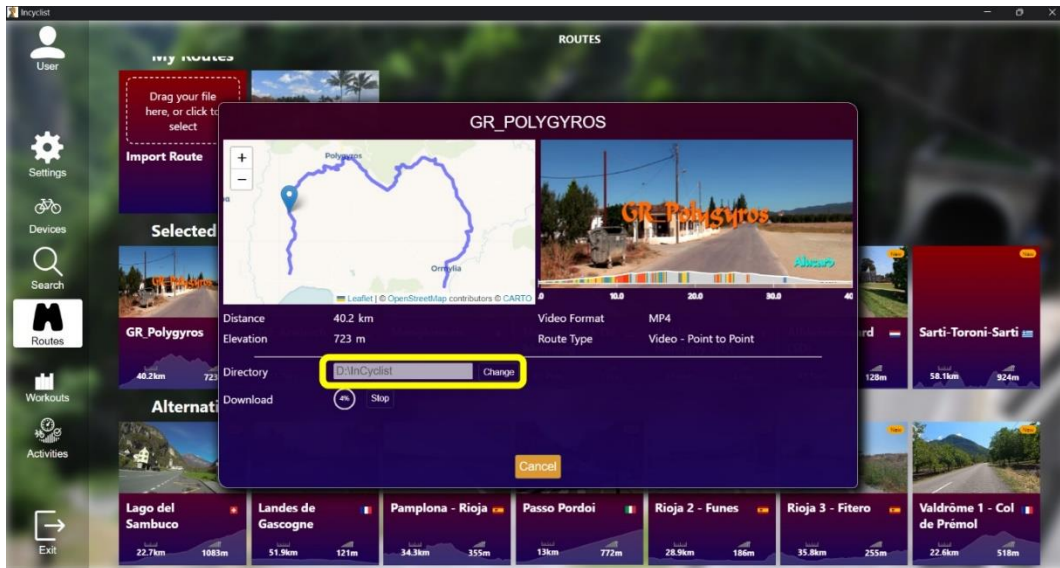 Incyclist
ROUTES
User
Settings
Devices
Search
Routes
Workouts
Activities
Exit
My Routes
Drag your file
here, or click to
select
Import Route
Selected
GR_Polygyros
40.2km 723
Alternati
GR_POLYGYROS
+
−
Polygyros
Ormylia
Leaflet | © OpenStreetMap contributors © CARTO
GR_Polygyros
Alvaro
.0 10.0 20.0 30.0 40
Distance 40.2 km
Elevation 723 m
Video Format MP4
Route Type Video - Point to Point
Directory D:\InCyclist Change
Download 4% Stop
Cancel
New
rd
128m
New
Sarti-Toroni-Sarti
58.1km 924m
Lago del
Sambuco
22.7km 1083m
Landes de
Gascogne
51.9km 121m
Pamplona - Rioja
34.3km 355m
Passo Pordoi
13km 772m
Rioja 2 - Funes
28.9km 186m
New
Rioja 3 - Fitero
35.8km 255m
New
Valdrôme 1 - Col
de Prémol
22.6km 518m